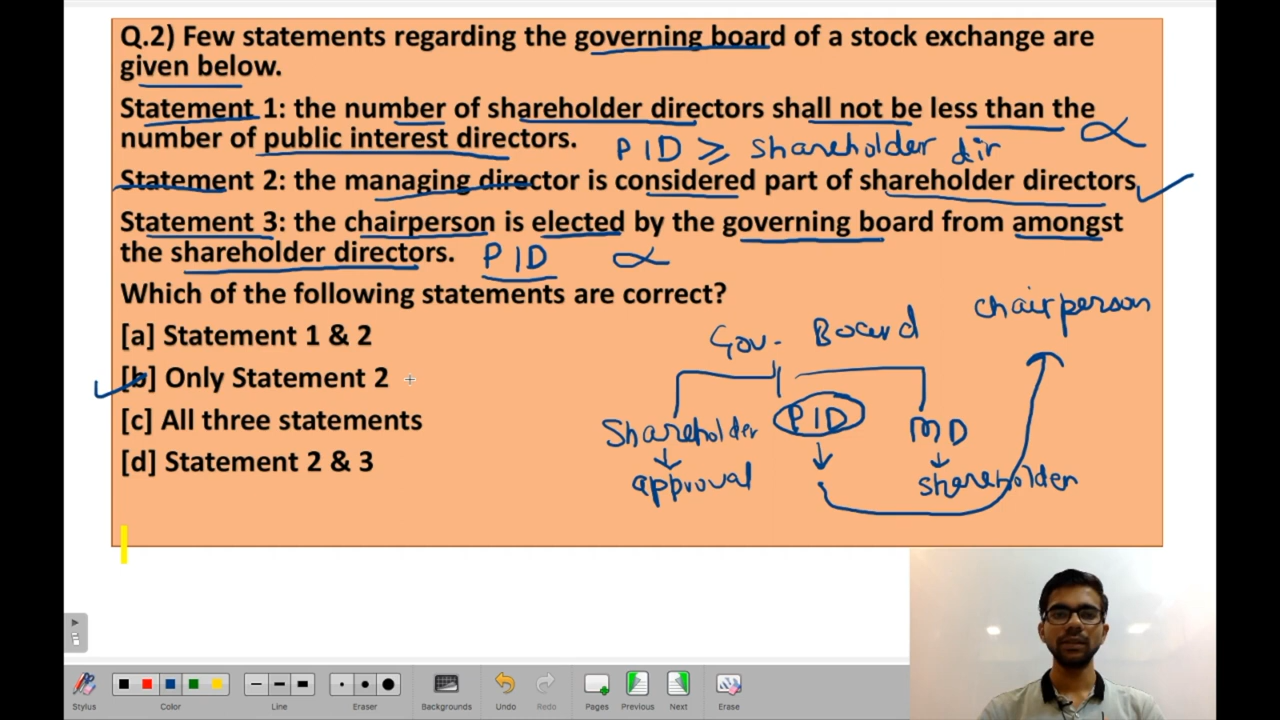 Q.2) Few statements regarding the governing board of a stock exchange are
given below.
Statement 1: the number of shareholder directors shall not be less than the
number of public interest directors.
PID ⩾ shareholder dir
Statement 2: the managing director is considered part of shareholder directors
Statement 3: the chairperson is elected by the governing board from amongst
the shareholder directors.
PID
Which of the following statements are correct?
[a] Statement 1 & 2
[b] Only Statement 2
[c] All three statements
[d] Statement 2 & 3
chairperson
Gov. Board
Shareholder PID MD
approval shareholder
Stylus
Color
Line
Eraser
Backgrounds
Undo
Redo
Pages
Previous
Next
Erase